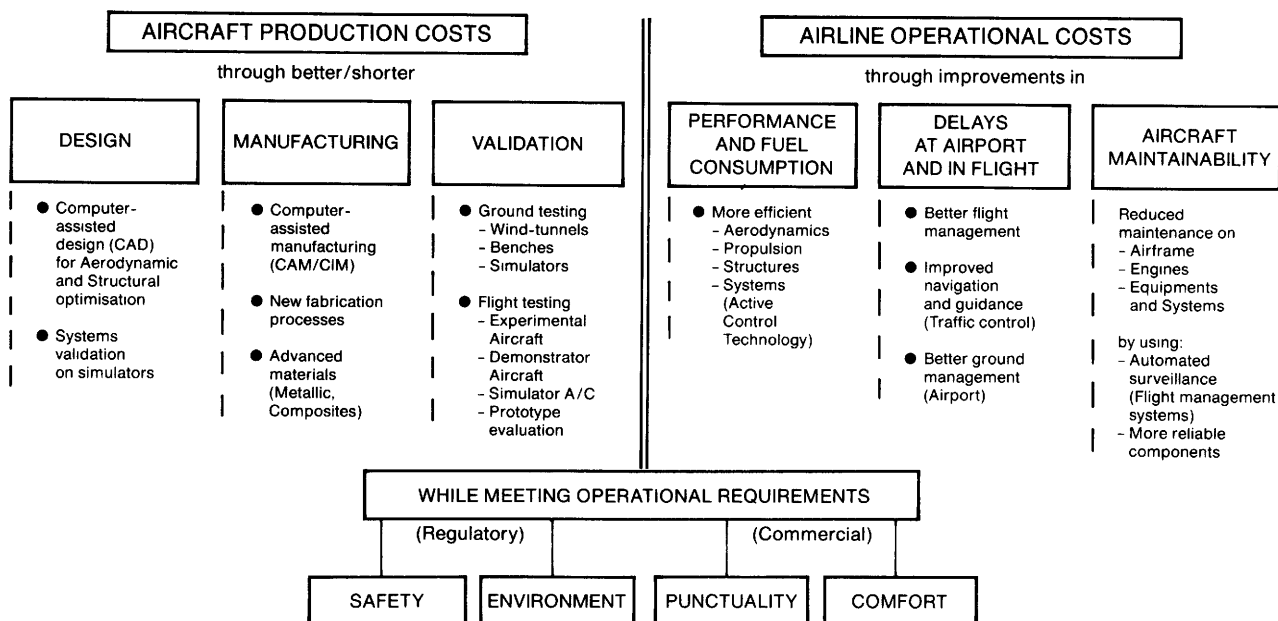 AIRCRAFT PRODUCTION COSTS
through better/shorter
DESIGN
● Computer-
assisted
design (CAD)
for Aerodynamic
and Structural
optimisation
● Systems
validation
on simulators
MANUFACTURING
● Computer-
assisted
manufacturing
(CAM/CIM)
● New fabrication
processes
● Advanced
materials
(Metallic,
Composites)
VALIDATION
● Ground testing
– Wind-tunnels
– Benches
– Simulators
● Flight testing
– Experimental
Aircraft
– Demonstrator
Aircraft
– Simulator A/C
– Prototype
evaluation
AIRLINE OPERATIONAL COSTS
through improvements in
PERFORMANCE
AND FUEL
CONSUMPTION
● More efficient
– Aerodynamics
– Propulsion
– Structures
– Systems
(Active
Control
Technology)
DELAYS
AT AIRPORT
AND IN FLIGHT
● Better flight
management
● Improved
navigation
and guidance
(Traffic control)
● Better ground
management
(Airport)
AIRCRAFT
MAINTAINABILITY
Reduced
maintenance on
– Airframe
– Engines
– Equipments
and Systems
by using:
– Automated
surveillance
(Flight management
systems)
– More reliable
components
WHILE MEETING OPERATIONAL REQUIREMENTS
(Regulatory)
(Commercial)
SAFETY
ENVIRONMENT
PUNCTUALITY
COMFORT